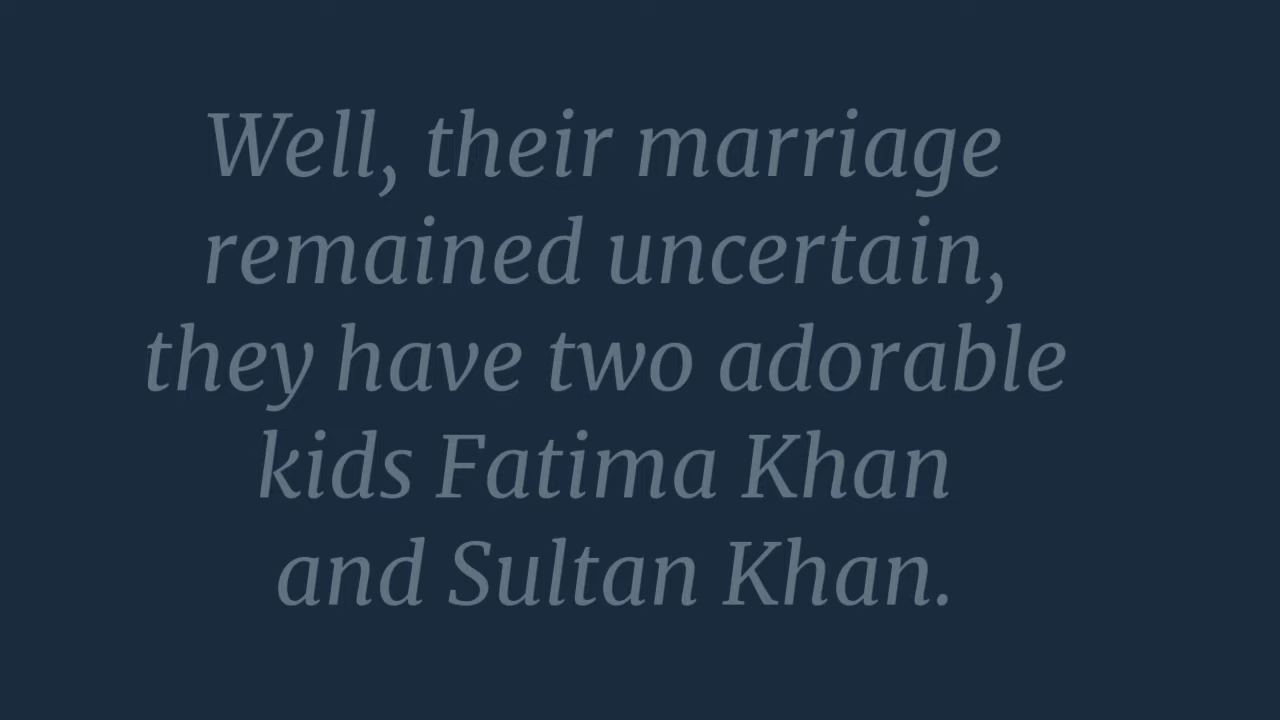 Well, their marriage
remained uncertain,
they have two adorable
kids Fatima Khan
and Sultan Khan.